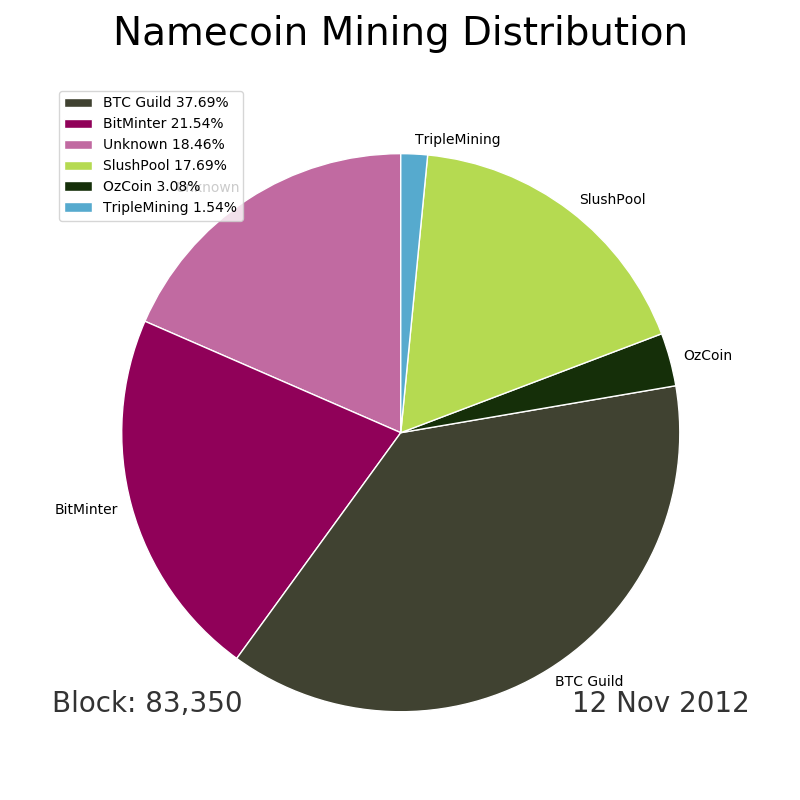 Namecoin Mining Distribution
BTC Guild 37.69%
BitMinter 21.54%
Unknown 18.46%
SlushPool 17.69%
OzCoin 3.08%
TripleMining 1.54%
Unknown
TripleMining
SlushPool
OzCoin
BitMinter
BTC Guild
Block: 83,350
12 Nov 2012